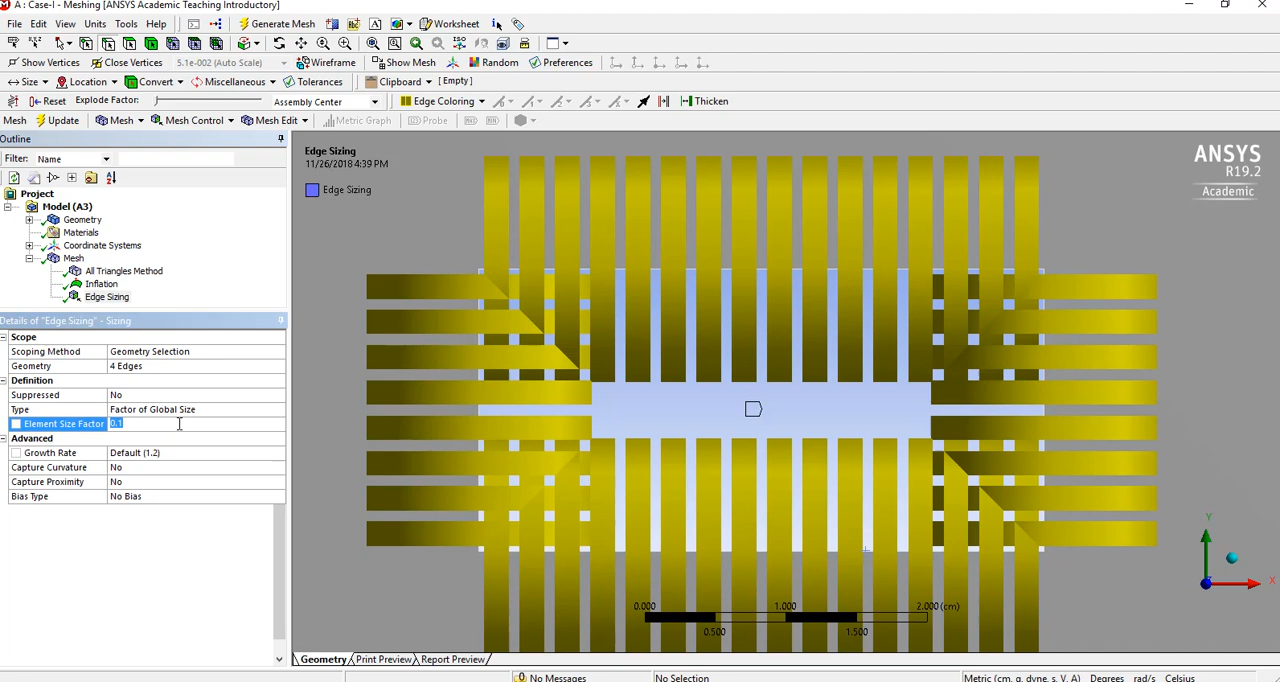 A : Case-I - Meshing [ANSYS Academic Teaching Introductory]
File Edit View Units Tools Help Generate Mesh A Worksheet i
ISO
Show Vertices Close Vertices 5.1e-002 (Auto Scale) Wireframe Show Mesh Random Preferences
Size Location Convert Miscellaneous Tolerances Clipboard [Empty]
Reset Explode Factor: Assembly Center Edge Coloring Thicken
Mesh Update Mesh Mesh Control Mesh Edit Metric Graph Probe
Outline
Filter: Name
Project
Model (A3)
Geometry
Materials
Coordinate Systems
Mesh
All Triangles Method
Inflation
Edge Sizing
Details of "Edge Sizing" - Sizing
Scope
Scoping Method Geometry Selection
Geometry 4 Edges
Definition
Suppressed No
Type Factor of Global Size
Element Size Factor 0.1
Advanced
Growth Rate Default (1.2)
Capture Curvature No
Capture Proximity No
Bias Type No Bias
Edge Sizing
11/26/2018 4:39 PM
Edge Sizing
ANSYS
R19.2
Academic
0.000 1.000 2.000 (cm)
0.500 1.500
Y
X
Geometry Print Preview Report Preview
0 No Messages No Selection Metric (cm, g, dyne, s, V, A) Degrees rad/s Celsius